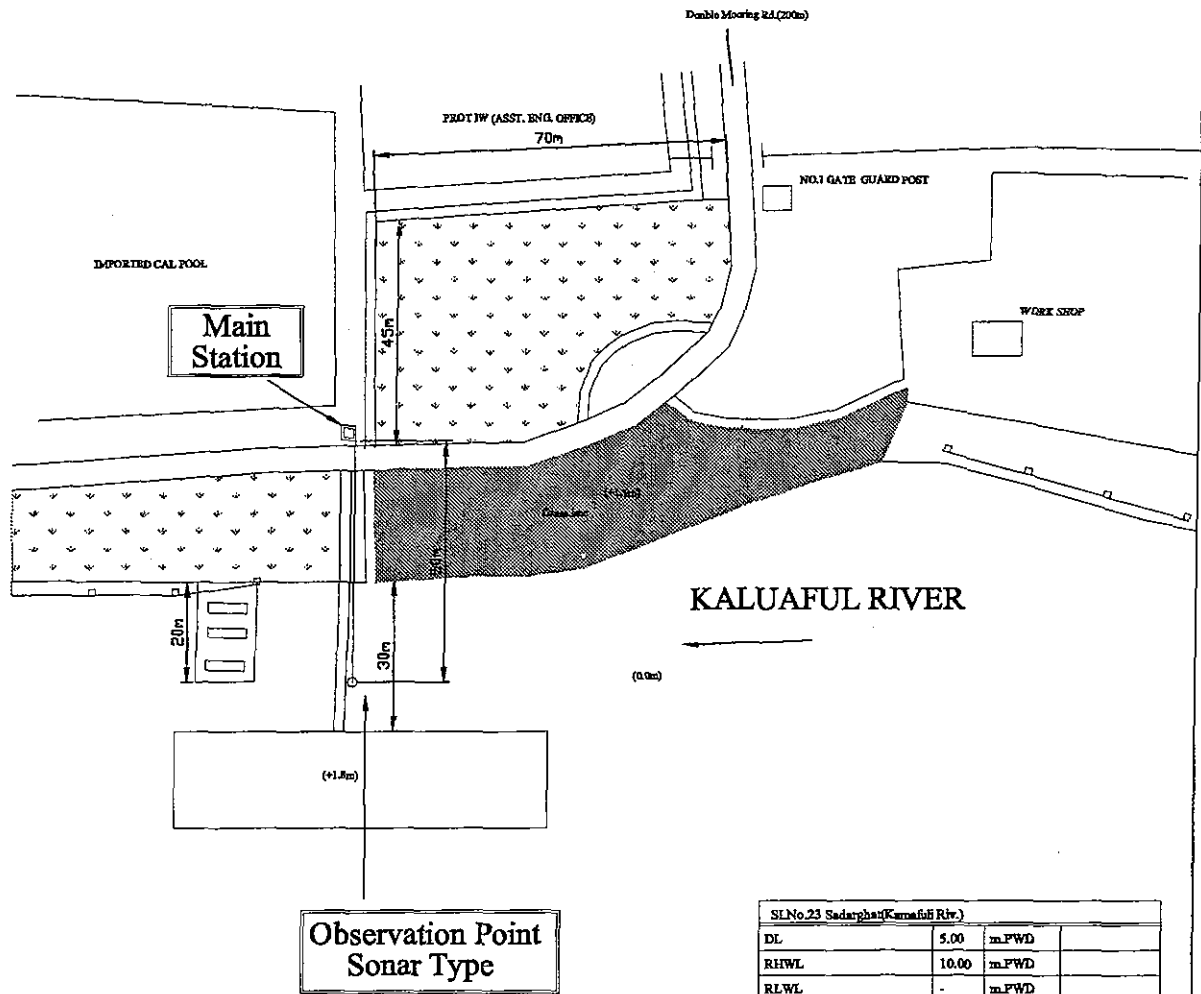 Double Mooring Rd.(200m)
PROT IW (ASST. ENG. OFFICE)
70m
NO.1 GATE GUARD POST
IMPORTED CAL POOL
Main
Station
45m
WORK SHOP
KALUAFUL RIVER
20m
30m
(0.0m)
(+1.8m)
Observation Point
Sonar Type
SLNo.23 Sadarghat(Karnafuli Riv.)
DL 5.00 m.PWD
RHWL 10.00 m.PWD
RLWL - m.PWD